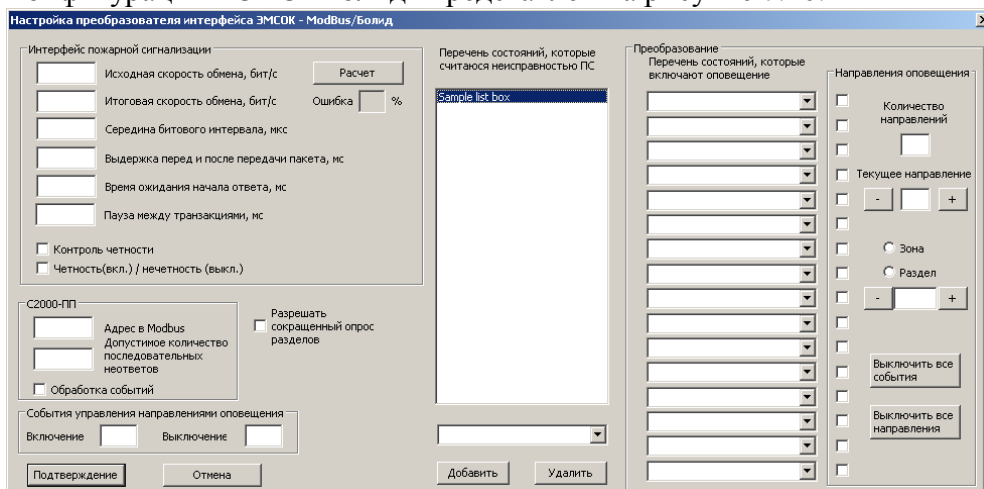 Настройка преобразователя интерфейса ЭМСОК - ModBus/Болид
Интерфейс пожарной сигнализации
Исходная скорость обмена, бит/с
Расчет
Итоговая скорость обмена, бит/с
Ошибка %
Середина битового интервала, мкс
Выдержка перед и после передачи пакета, мс
Время ожидания начала ответа, мс
Пауза между транзакциями, мс
Контроль четности
Четность(вкл.) / нечетность (выкл.)
С2000-ПП
Адрес в Modbus
Допустимое количество
последовательных
неответов
Обработка событий
Разрешать
сокращенный опрос
разделов
События управления направлениями оповещения
Включение
Выключение
Подтверждение
Отмена
Перечень состояний, которые
считаюся неисправностью ПС
Sample list box
Добавить
Удалить
Преобразование
Перечень состояний, которые
включают оповещение
Направления оповещения
Количество
направлений
Текущее направление
- +
Зона
Раздел
- +
Выключить все
события
Выключить все
направления